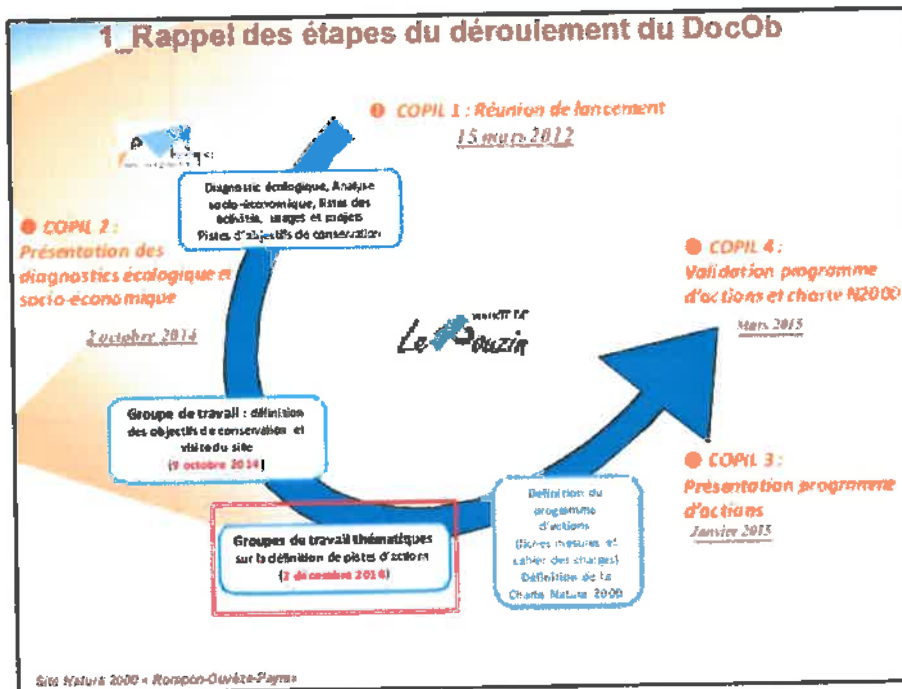 1_Rappel des étapes du déroulement du DocOb
COPIL 1 : Réunion de lancement
15 mars 2012
Diagnostic écologique, Analyse
socio-économique, listes des
activités, usages et projets
Pistes d'objectifs de conservation
COPIL 2 :
Présentation des
diagnostics écologique et
socio-économique
2 octobre 2014
Le Pouzin
COPIL 4 :
Validation programme
d'actions et charte N2000
Mars 2015
Groupe de travail : définition
des objectifs de conservation et
visite du site
(9 octobre 2014)
COPIL 3 :
Présentation programme
d'actions
Janvier 2015
Groupes de travail thématiques
sur la définition de pistes d'actions
(2 décembre 2014)
Définition du
programme
d'actions
(fiches mesures et
cahier des charges)
Définition de la
Charte Natura 2000
Site Natura 2000 « Rompon-Ouvèze-Payre»